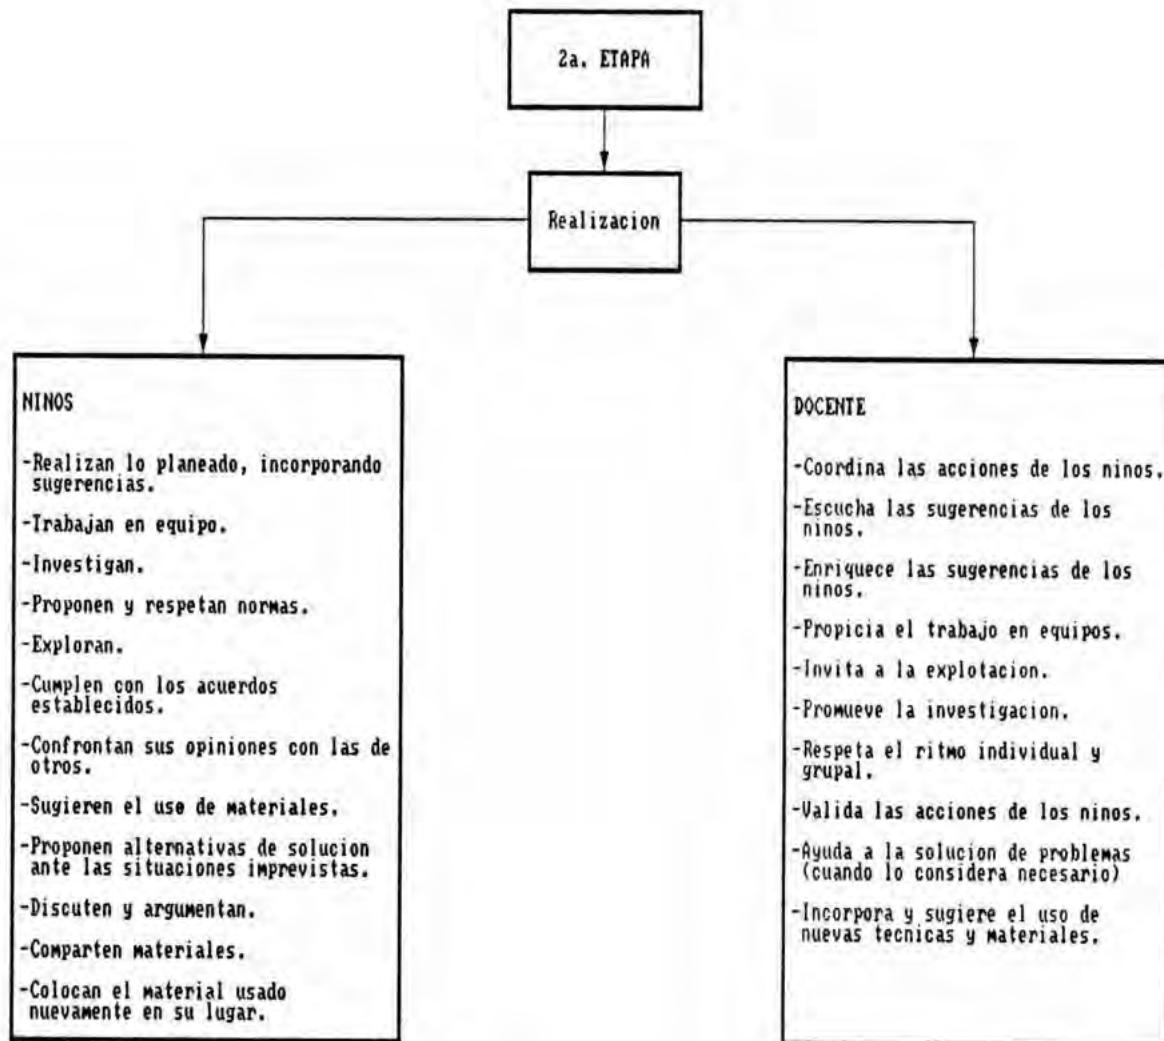 2a. ETAPA
Realizacion
NINOS
-Realizan lo planeado, incorporando
sugerencias.
-Trabajan en equipo.
-Investigan.
-Proponen y respetan normas.
-Exploran.
-Cumplen con los acuerdos
establecidos.
-Confrontan sus opiniones con las de
otros.
-Sugieren el uso de materiales.
-Proponen alternativas de solucion
ante las situaciones imprevistas.
-Discuten y argumentan.
-Comparten materiales.
-Colocan el material usado
nuevamente en su lugar.
DOCENTE
-Coordina las acciones de los ninos.
-Escucha las sugerencias de los
ninos.
-Enriquece las sugerencias de los
ninos.
-Propicia el trabajo en equipos.
-Invita a la explotacion.
-Promueve la investigacion.
-Respeta el ritmo individual y
grupal.
-Valida las acciones de los ninos.
-Ayuda a la solucion de problemas
(cuando lo considera necesario)
-Incorpora y sugiere el uso de
nuevas tecnicas y materiales.